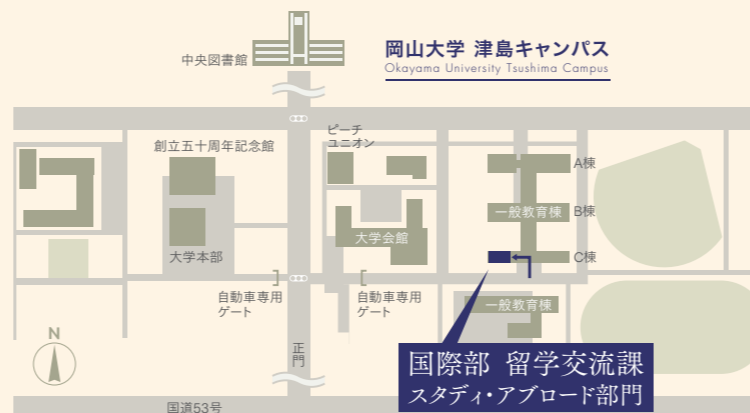 岡山大学 津島キャンパス
Okayama University Tsushima Campus
中央図書館
ピーチ
ユニオン
創立五十周年記念館
A棟
一般教育棟
B棟
大学会館
大学本部
C棟
自動車専用
ゲート
自動車専用
ゲート
一般教育棟
N
正門
国際部 留学交流課
スタディ・アブロード部門
国道53号